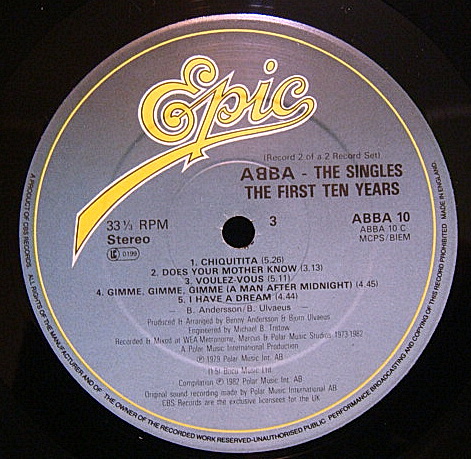 Epic
(Record 2 of a 2 Record Set)
ABBA - THE SINGLES
THE FIRST TEN YEARS
33⅓ RPM
Stereo
LC 0199
3
ABBA 10
ABBA 10 C
MCPS/BIEM
1. CHIQUITITA (5.26)
2. DOES YOUR MOTHER KNOW (3.13)
3. VOULEZ-VOUS (5.11)
4. GIMME, GIMME, GIMME (A MAN AFTER MIDNIGHT) (4.45)
5. I HAVE A DREAM (4.44)
B. Andersson/B. Ulvaeus
Produced & Arranged by Benny Andersson & Bjorn Ulvaeus
Engineered by Michael B. Tretow
Recorded & Mixed at WEA Metronome, Marcus & Polar Music Studios 1973-1982
A Polar Music International Production
℗ 1979 Polar Music Int. AB
(1-5) Bocu Music Ltd.
Compilation ℗ 1982 Polar Music Int. AB
Original sound recording made by Polar Music International AB
CBS Records are the exclusive licensees for the UK
A PRODUCT OF CBS RECORDS. ALL RIGHTS OF THE MANUFACTURER AND OF THE OWNER OF THE RECORDED WORK RESERVED-UNAUTHORISED PUBLIC PERFORMANCE BROADCASTING AND COPYING OF THIS RECORD PROHIBITED MADE IN ENGLAND.